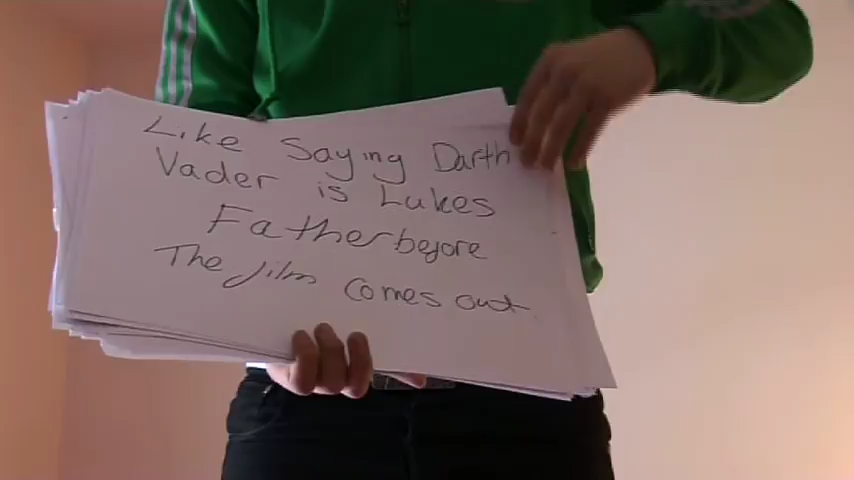 Like Saying Darth
Vader is Lukes
Father before
The film Comes out